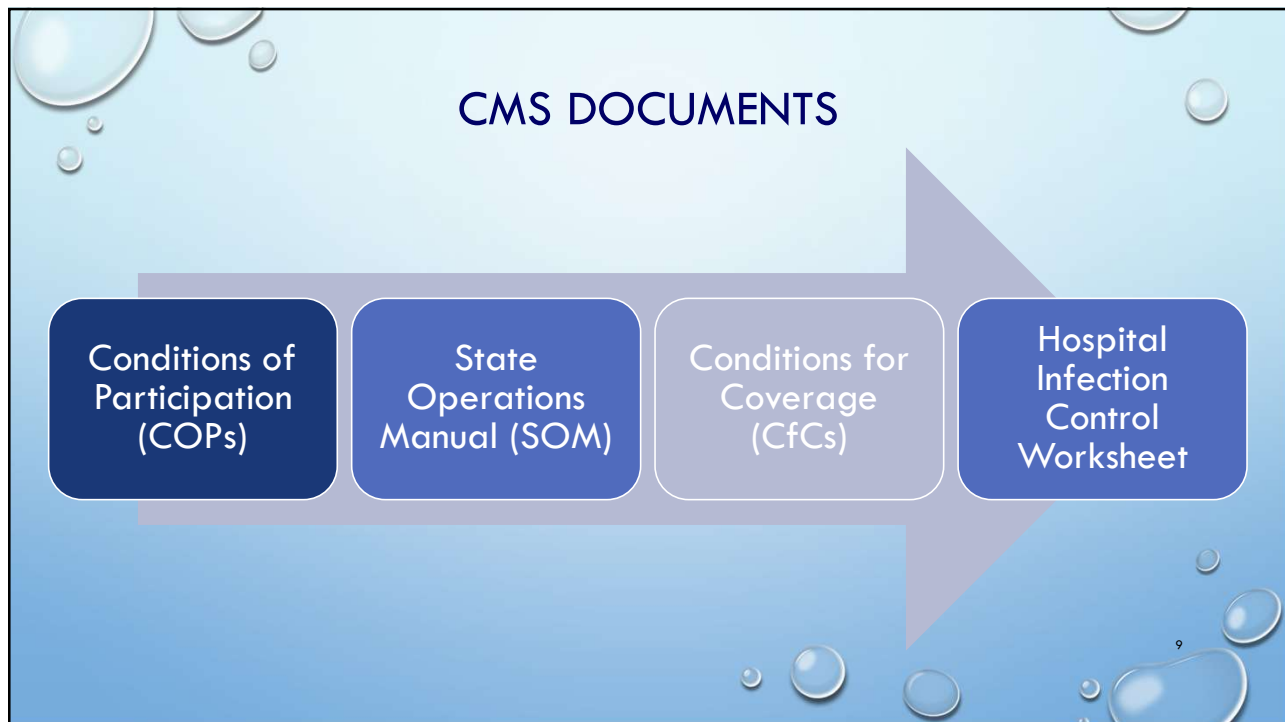 CMS DOCUMENTS
Conditions of
Participation
(COPs)
State
Operations
Manual (SOM)
Conditions for
Coverage
(CfCs)
Hospital
Infection
Control
Worksheet
9